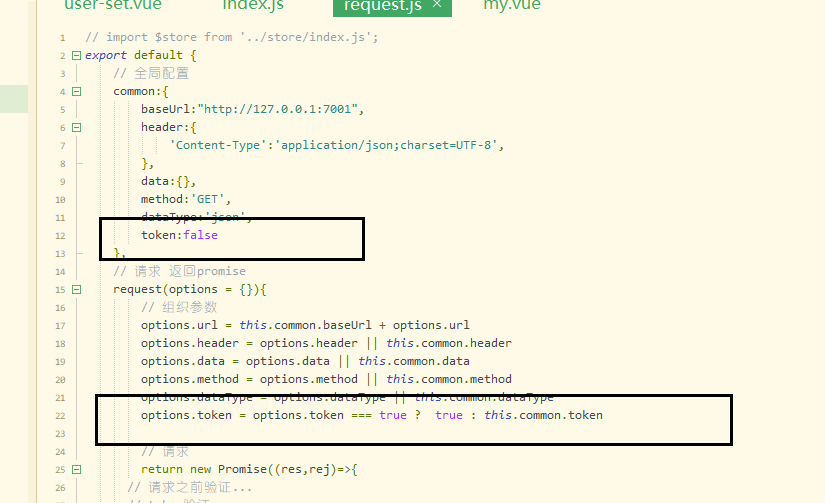 user-set.vue index.js request.js × my.vue
1 // import $store from '../store/index.js';
2 export default {
3 // 全局配置
4 common:{
5 baseUrl:"http://127.0.0.1:7001",
6 header:{
7 'Content-Type':'application/json;charset=UTF-8',
8 },
9 data:{},
10 method:'GET',
11 dataType:'json',
12 token:false
13 },
14 // 请求 返回promise
15 request(options = {}){
16 // 组织参数
17 options.url = this.common.baseUrl + options.url
18 options.header = options.header || this.common.header
19 options.data = options.data || this.common.data
20 options.method = options.method || this.common.method
21 options.dataType = options.dataType || this.common.dataType
22 options.token = options.token === true ? true : this.common.token
23
24 // 请求
25 return new Promise((res,rej)=>{
26 // 请求之前验证...